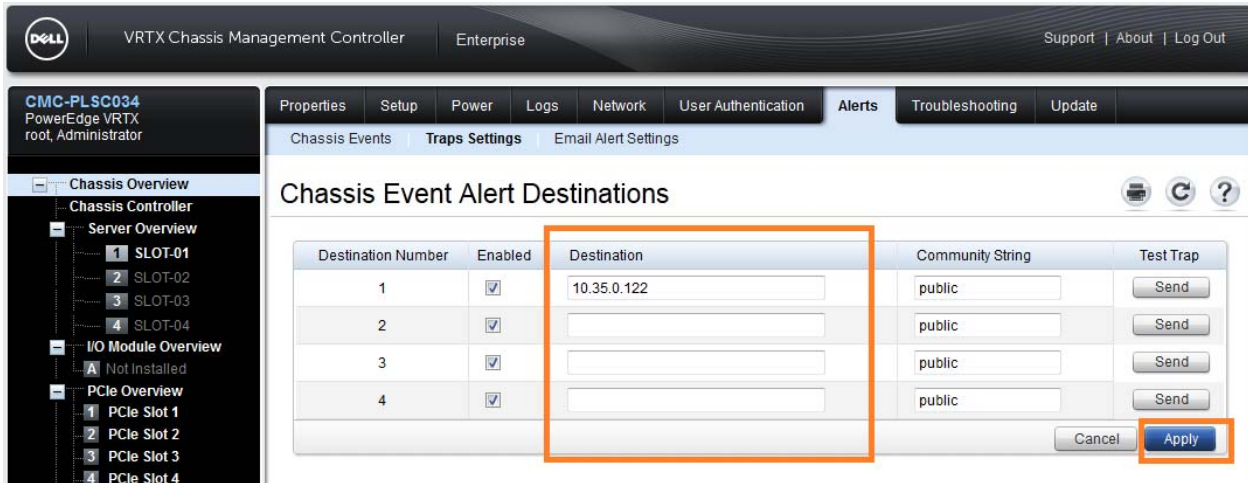 DELL VRTX Chassis Management Controller Enterprise Support | About | Log Out
CMC-PLSC034
PowerEdge VRTX
root, Administrator
Properties Setup Power Logs Network User Authentication Alerts Troubleshooting Update
Chassis Events Traps Settings Email Alert Settings
Chassis Overview
Chassis Controller
Server Overview
1 SLOT-01
2 SLOT-02
3 SLOT-03
4 SLOT-04
I/O Module Overview
A Not Installed
PCIe Overview
1 PCIe Slot 1
2 PCIe Slot 2
3 PCIe Slot 3
4 PCIe Slot 4
Chassis Event Alert Destinations
?
Destination Number Enabled Destination Community String Test Trap
1 10.35.0.122 public Send
2 public Send
3 public Send
4 public Send
Cancel Apply